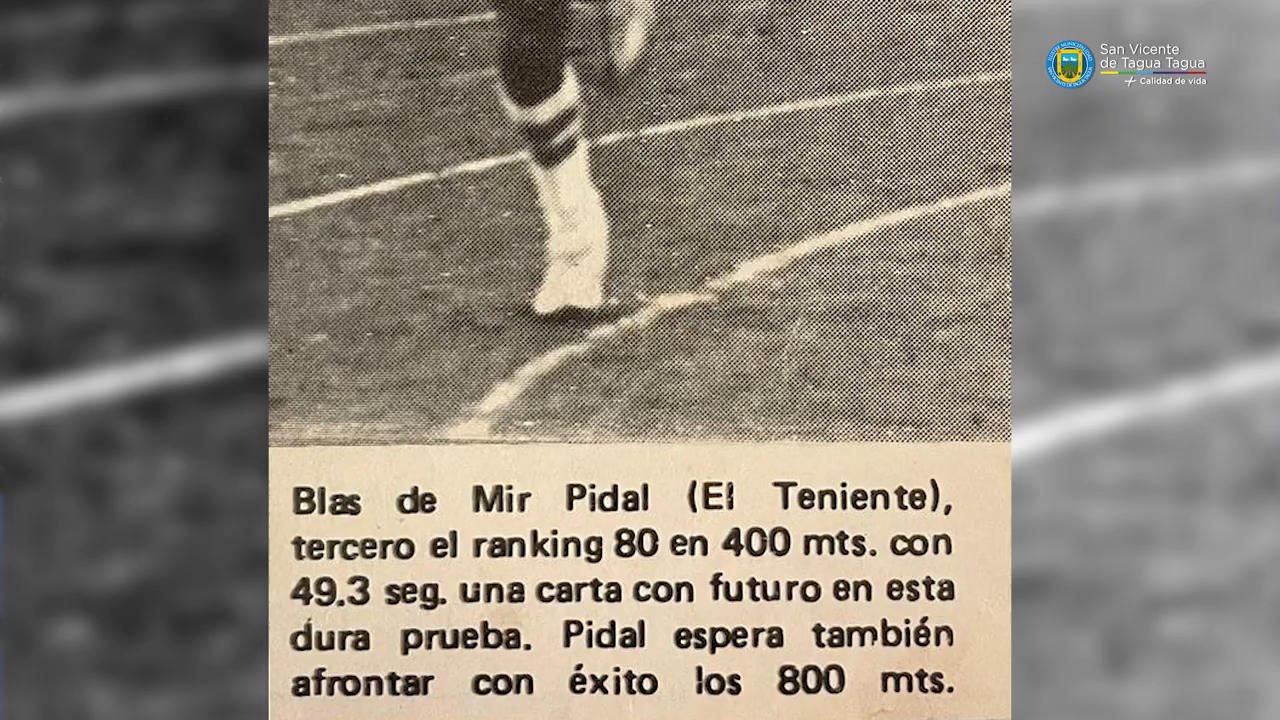 San Vicente
de Tagua Tagua
Calidad de vida
Blas de Mir Pidal (El Teniente),
tercero el ranking 80 en 400 mts. con
49.3 seg. una carta con futuro en esta
dura prueba. Pidal espera también
afrontar con éxito los 800 mts.